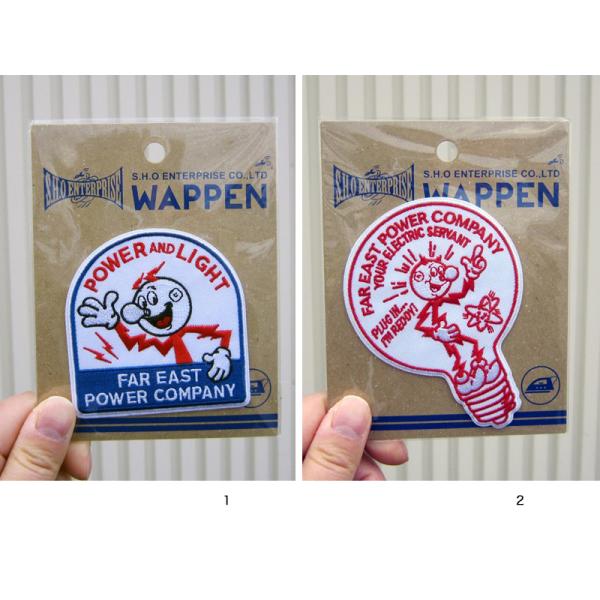 S.H.O ENTERPRISE
S.H.O ENTERPRISE CO.,LTD
WAPPEN
POWER AND LIGHT
FAR EAST
POWER COMPANY
S.H.O ENTERPRISE
S.H.O ENTERPRISE CO.,LTD
WAPPEN
FAR EAST POWER COMPANY
YOUR ELECTRIC SERVANT
PLUG IN...
I'M REDDY!
1
2